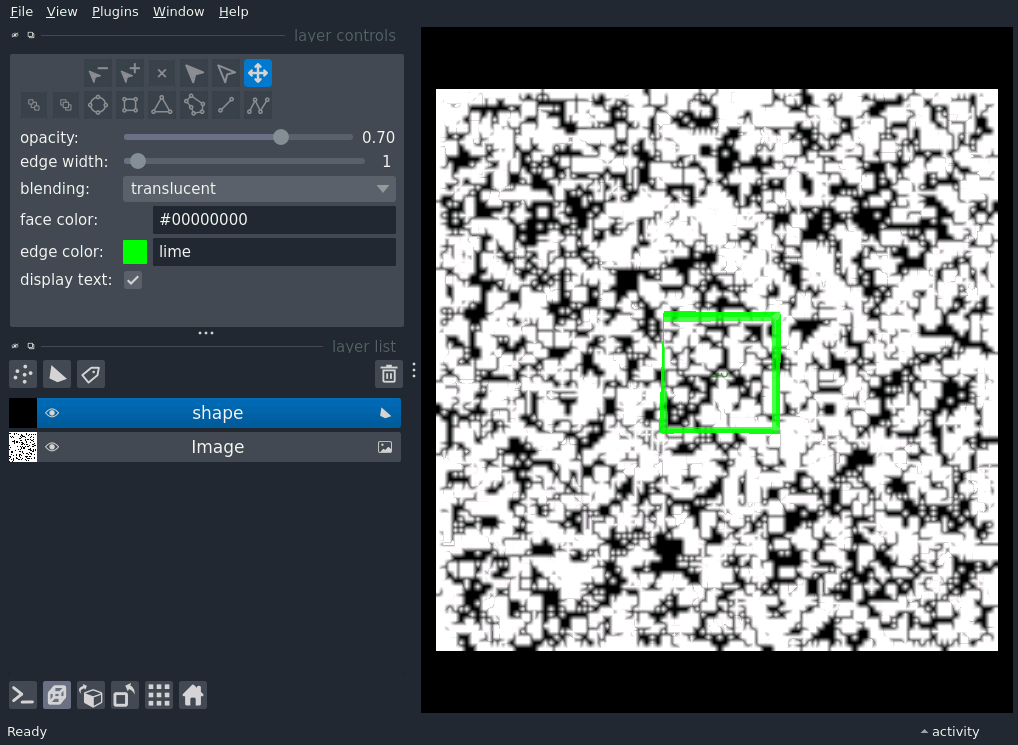 File View Plugins Window Help
layer controls
opacity: 0.70
edge width: 1
blending: translucent
face color: #00000000
edge color: lime
display text:
layer list
shape
Image
Ready
activity